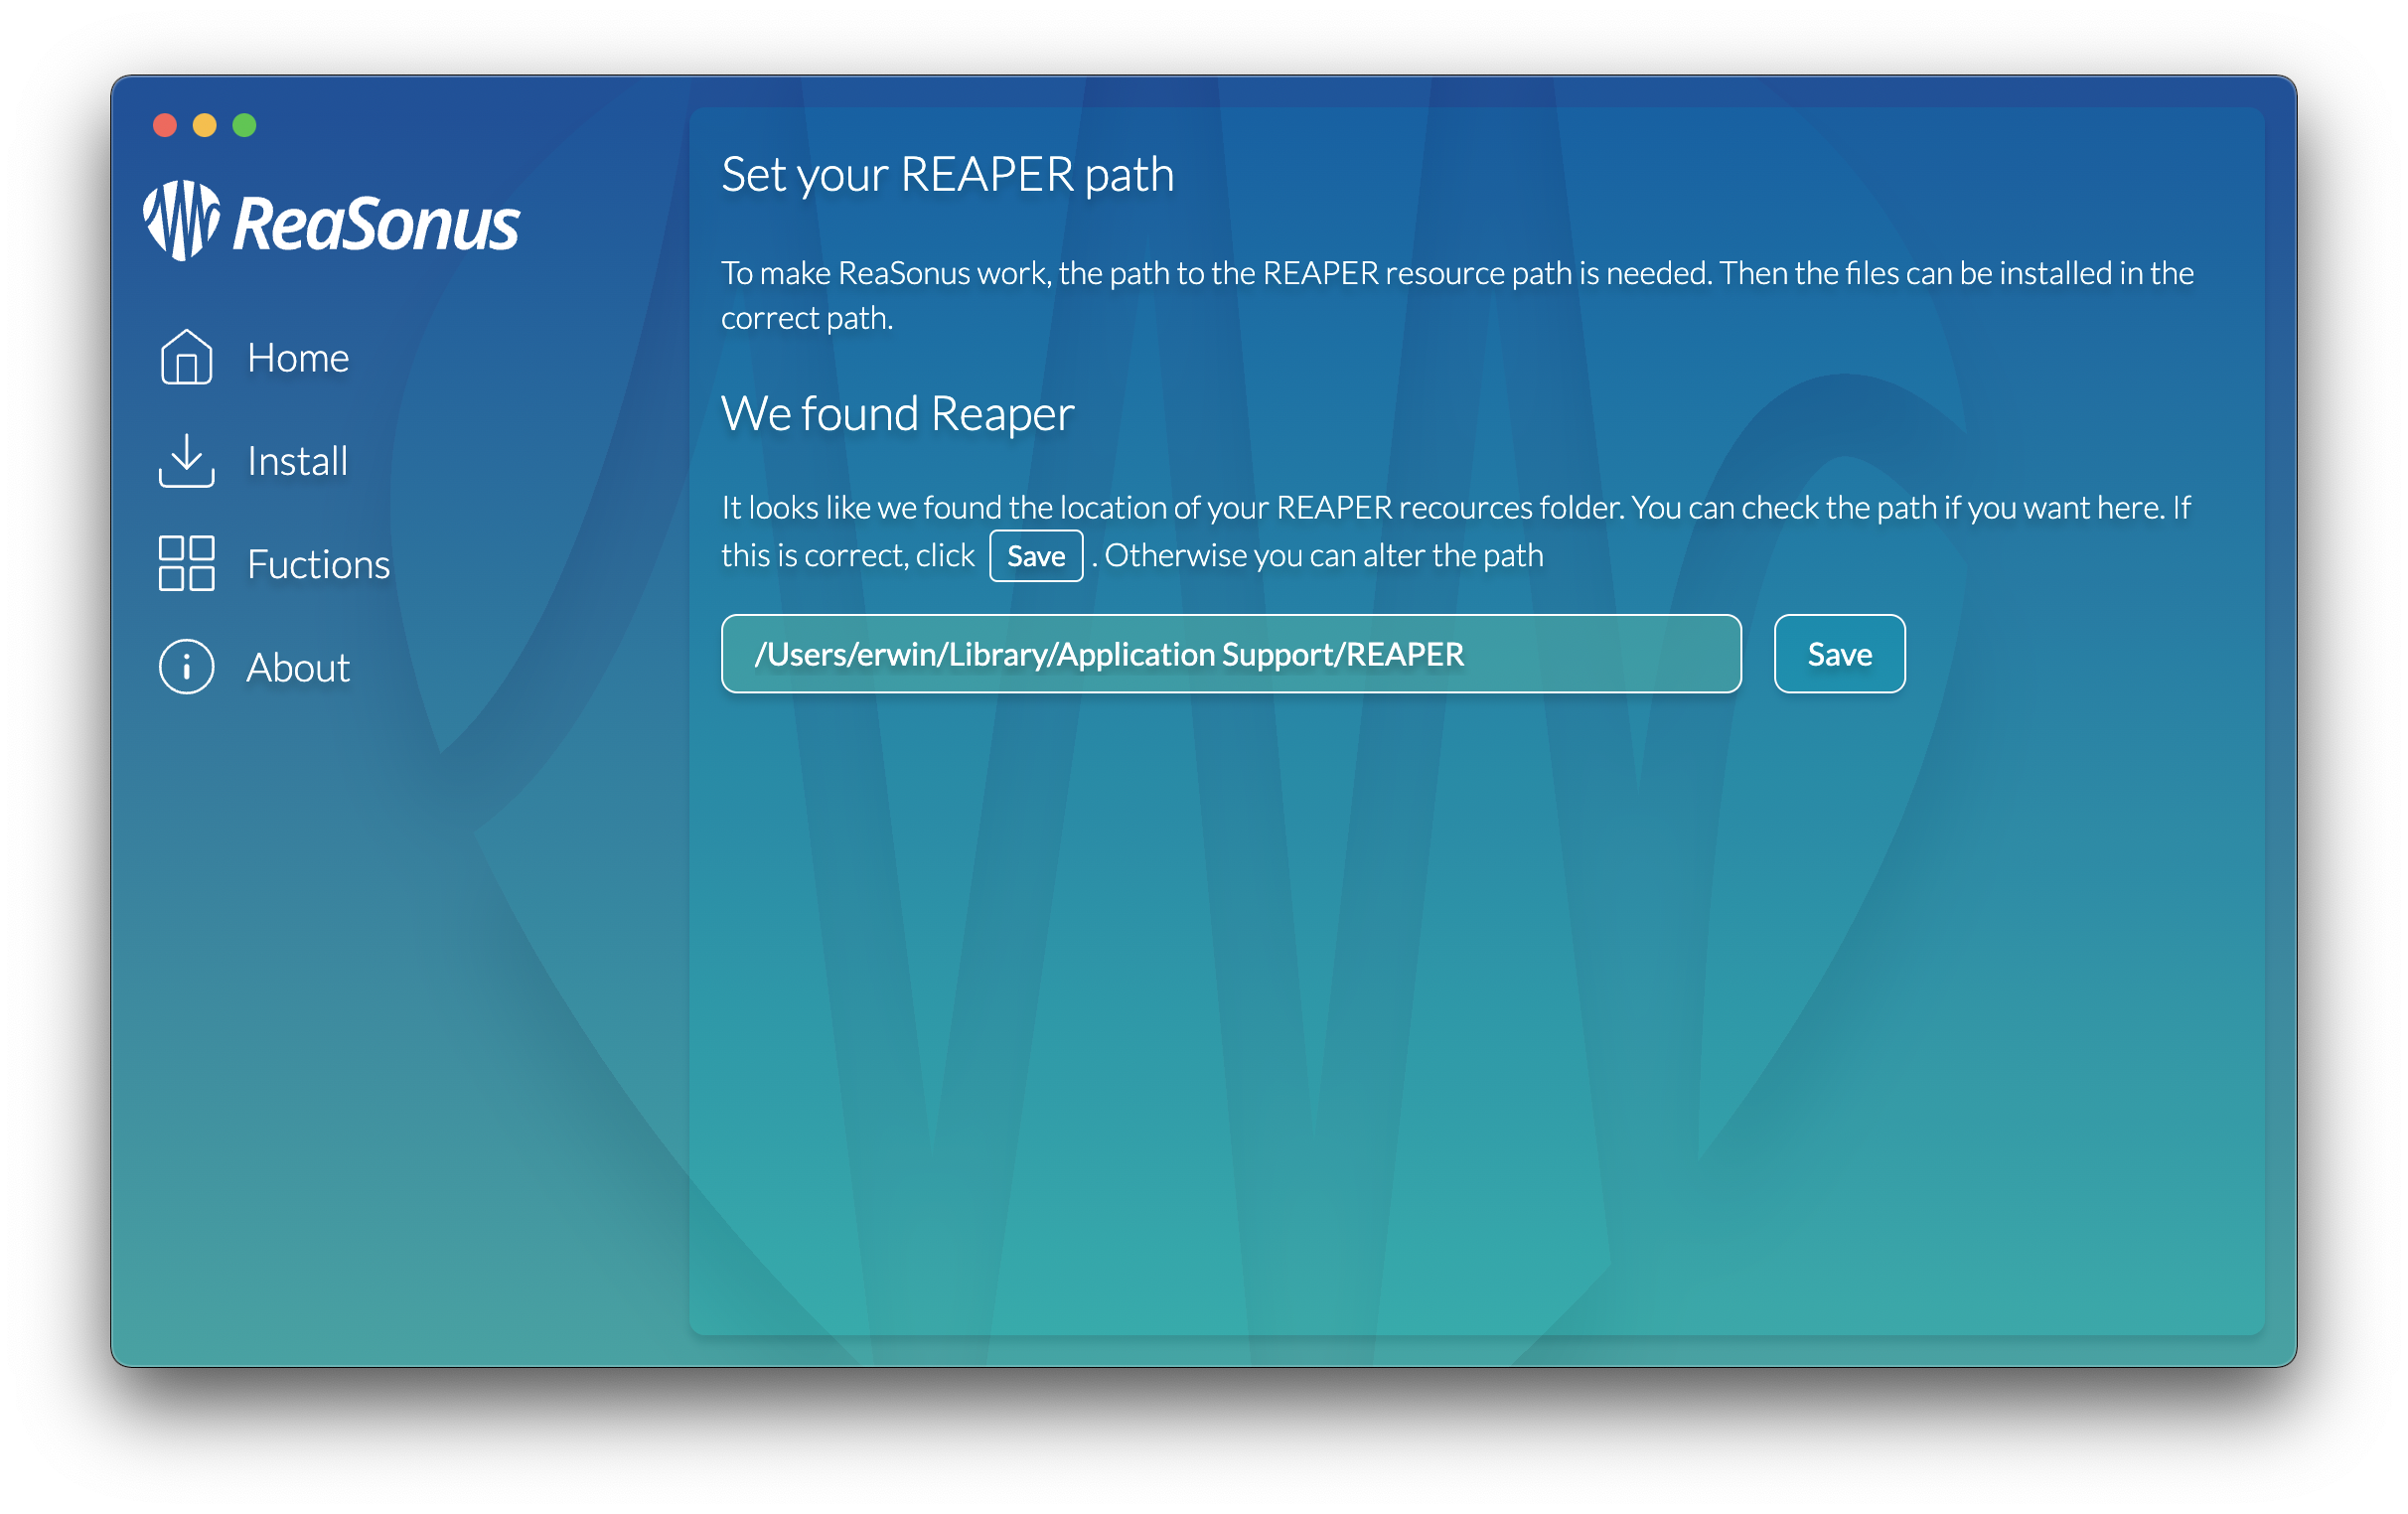 ReaSonus
Home
Install
Fuctions
About
Set your REAPER path
To make ReaSonus work, the path to the REAPER resource path is needed. Then the files can be installed in the
correct path.
We found Reaper
It looks like we found the location of your REAPER recources folder. You can check the path if you want here. If
this is correct, click Save . Otherwise you can alter the path
/Users/erwin/Library/Application Support/REAPER
Save